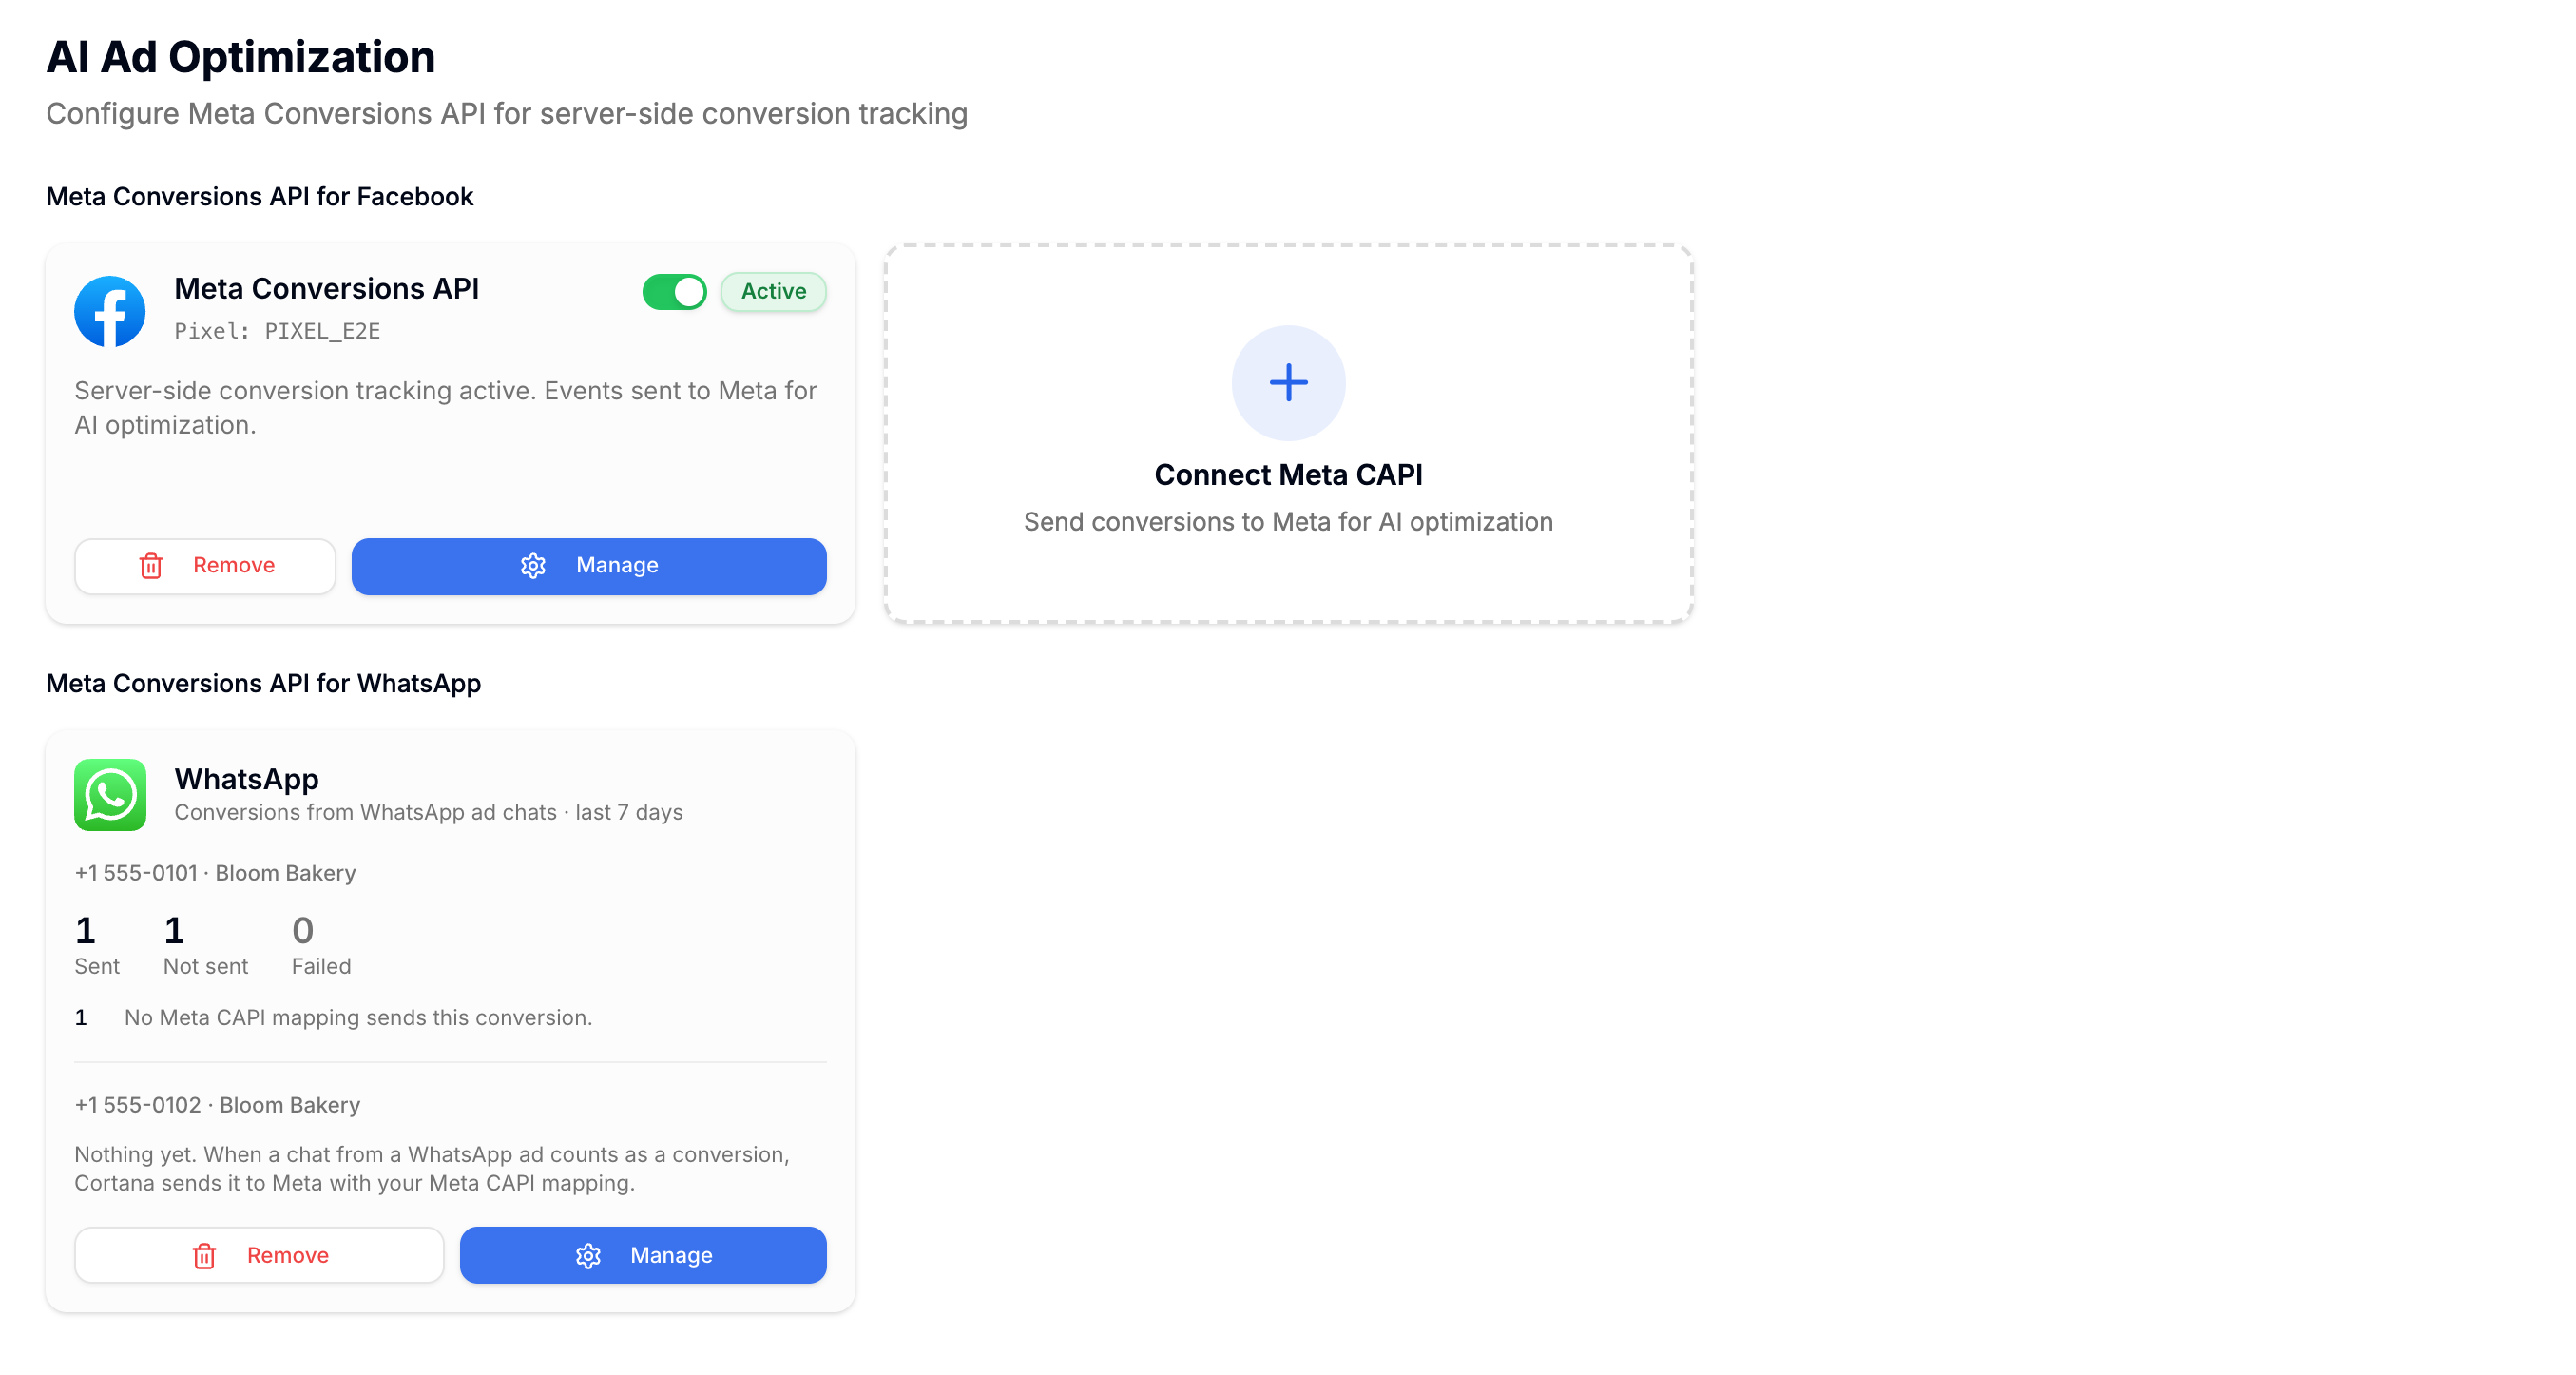 AI Ad Optimization
Configure Meta Conversions API for server-side conversion tracking
Meta Conversions API for Facebook
Meta Conversions API
Active
Pixel: PIXEL_E2E
Server-side conversion tracking active. Events sent to Meta for
AI optimization.
Remove
Manage
Connect Meta CAPI
Send conversions to Meta for AI optimization
Meta Conversions API for WhatsApp
WhatsApp
Conversions from WhatsApp ad chats · last 7 days
+1 555-0101 · Bloom Bakery
1 1 0
Sent Not sent Failed
1 No Meta CAPI mapping sends this conversion.
+1 555-0102 · Bloom Bakery
Nothing yet. When a chat from a WhatsApp ad counts as a conversion,
Cortana sends it to Meta with your Meta CAPI mapping.
Remove
Manage